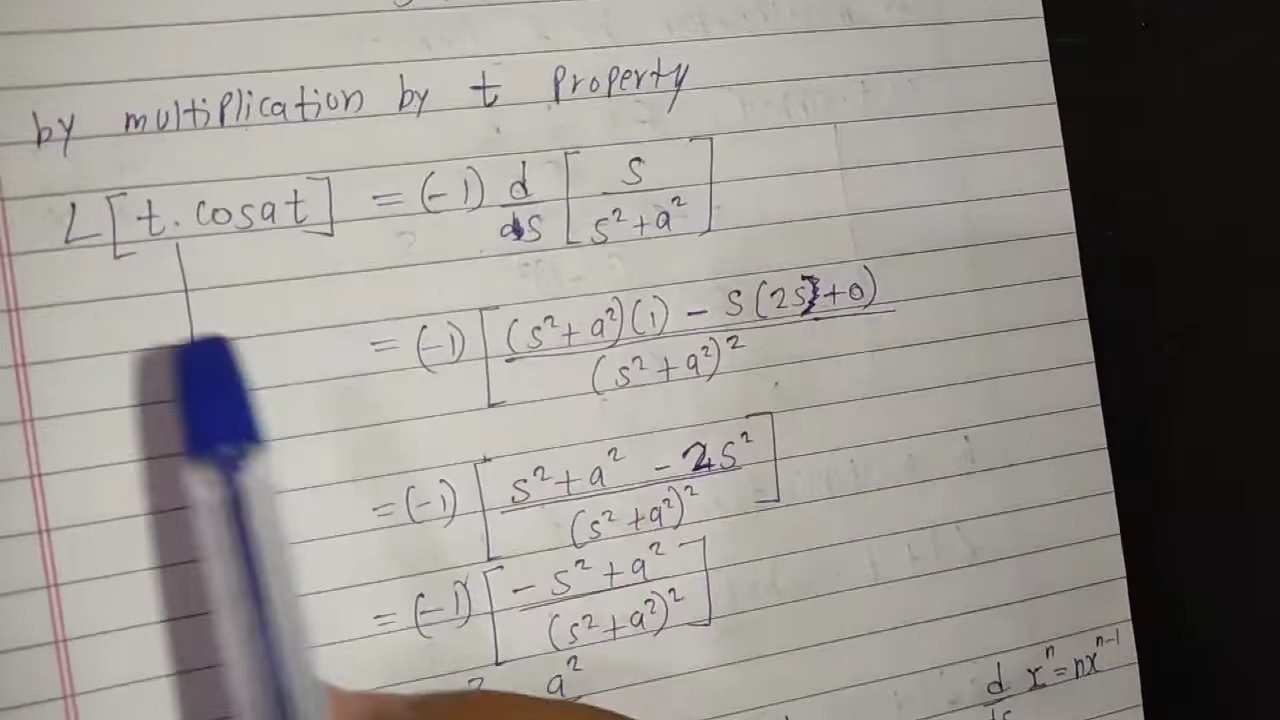 by multiplication by t Property
L[t.cosat] = (-1) d/ds [s/(s²+a²)]
= (-1) [((s²+a²)(1) - s(2s+0))/(s²+a²)²
= (-1) [(s²+a² - 2s²)/(s²+a²)²]
= (-1) [(-s²+a²)/(s²+a²)²]
a²
d xⁿ = nxⁿ⁻¹